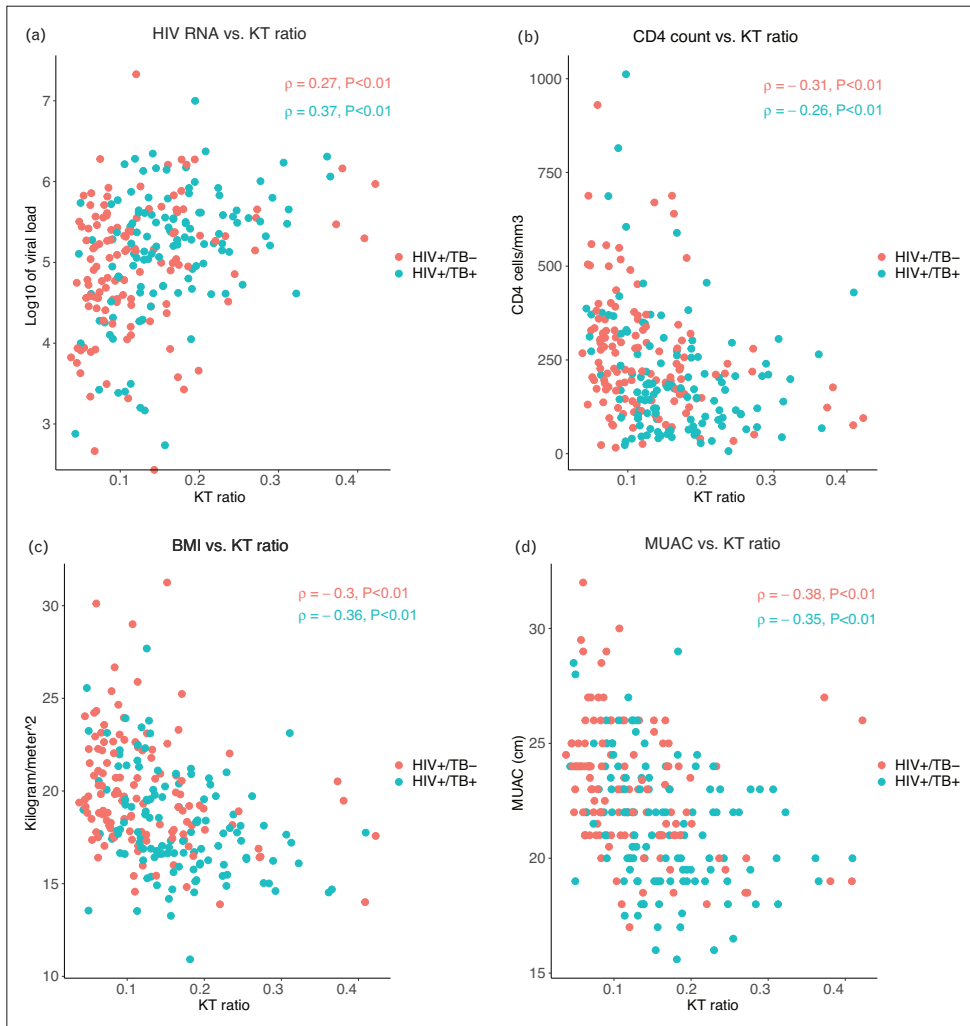 (a)
HIV RNA vs. KT ratio
ρ = 0.27, P<0.01
ρ = 0.37, P<0.01
Log10 of viral load
7
6
5
4
3
0.1 0.2 0.3 0.4
KT ratio
HIV+/TB−
HIV+/TB+
(b)
CD4 count vs. KT ratio
ρ = − 0.31, P<0.01
ρ = − 0.26, P<0.01
CD4 cells/mm3
1000
750
500
250
0
0.1 0.2 0.3 0.4
KT ratio
HIV+/TB−
HIV+/TB+
(c)
BMI vs. KT ratio
ρ = − 0.3, P<0.01
ρ = − 0.36, P<0.01
Kilogram/meter^2
30
25
20
15
10
0.1 0.2 0.3 0.4
KT ratio
HIV+/TB−
HIV+/TB+
(d)
MUAC vs. KT ratio
ρ = − 0.38, P<0.01
ρ = − 0.35, P<0.01
MUAC (cm)
30
25
20
15
0.1 0.2 0.3 0.4
KT ratio
HIV+/TB−
HIV+/TB+